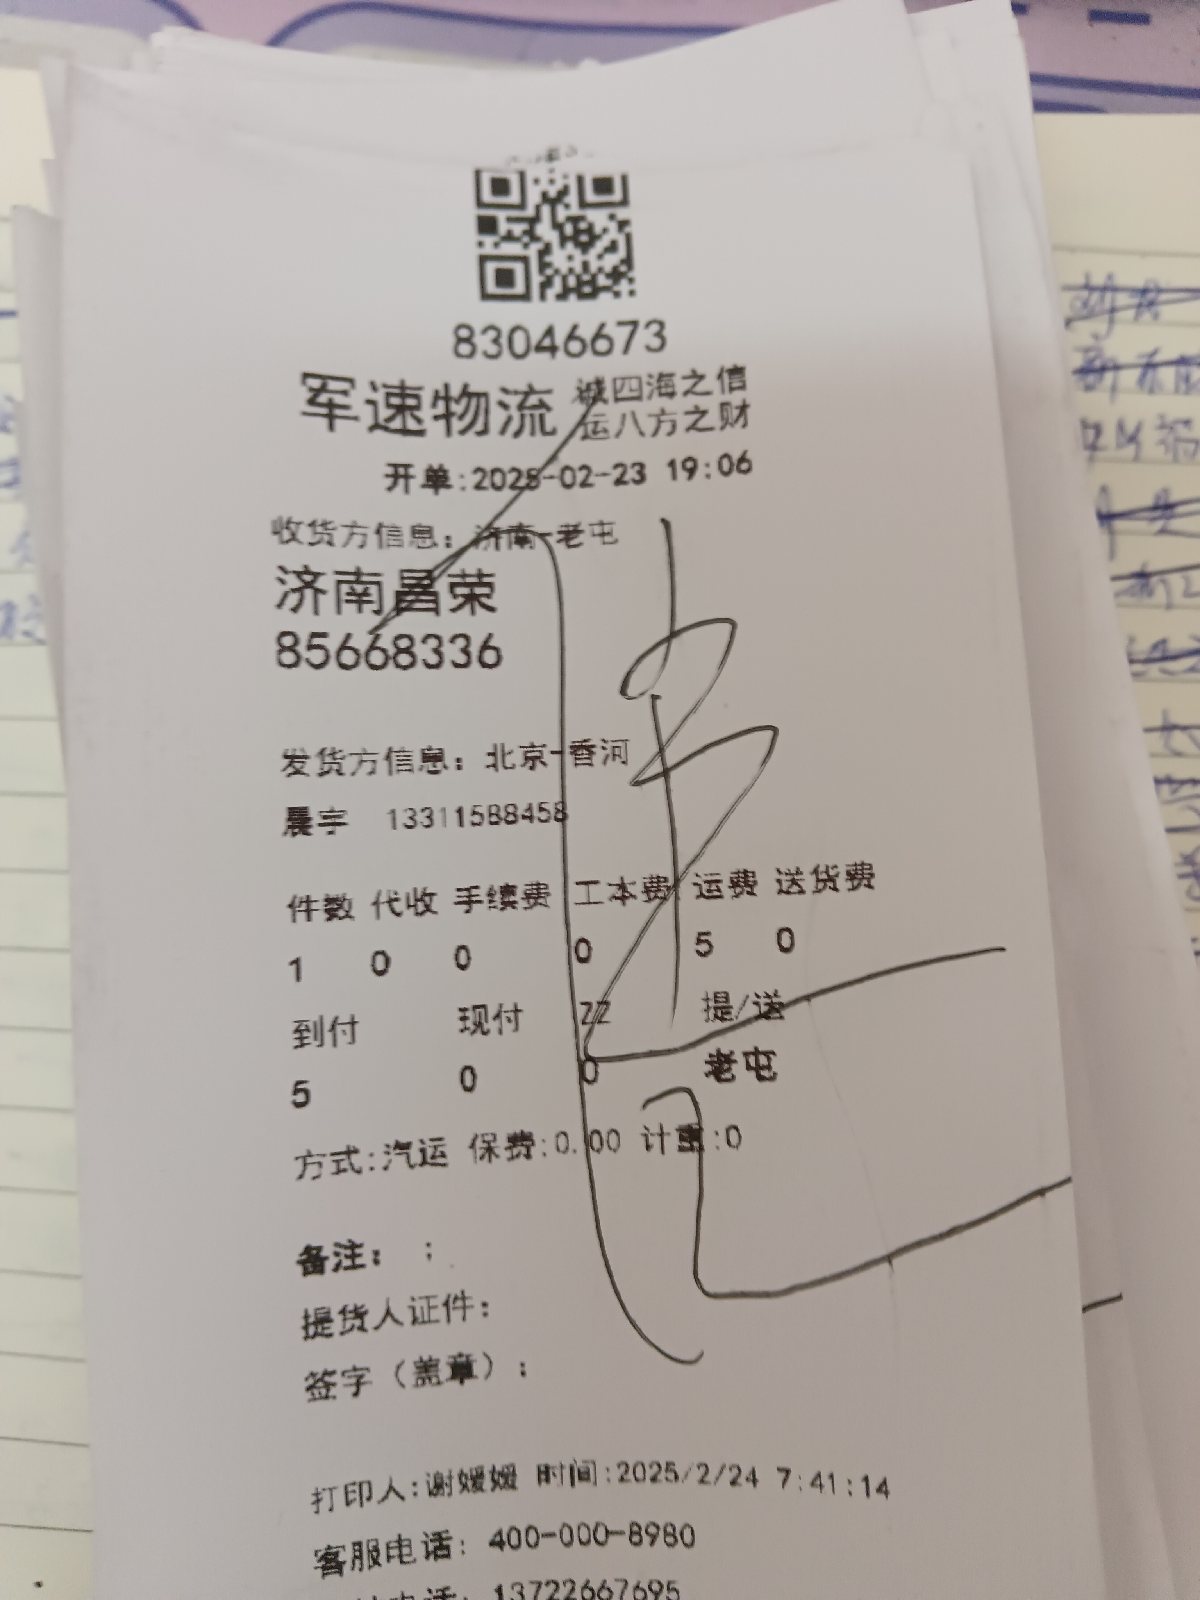 83046673
军速物流 诚四海之信
运八方之财
开单:2025-02-23 19:06
收货方信息：济南-老屯
济南昌荣
85668336
发货方信息：北京-香河
晨宇 13311588458
件数 代收 手续费 工本费 运费 送货费
1 0 0 0 5 0
到付 现付 ZZ 提/送
5 0 0 老屯
方式:汽运 保费:0.00 计重:0
备注： ;
提货人证件：
签字（盖章）：
打印人:谢嫒嫒 时间:2025/2/24 7:41:14
客服电话：400-000-8980
电话：13722667695